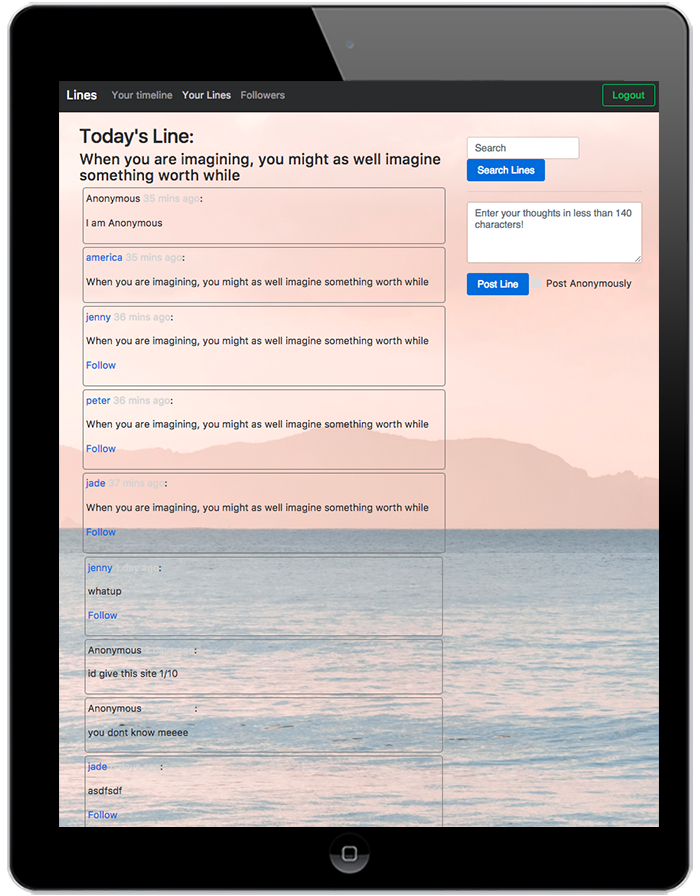 Lines Your timeline Your Lines Followers Logout
Today's Line:
When you are imagining, you might as well imagine
something worth while
Anonymous 35 mins ago:
I am Anonymous
america 35 mins ago:
When you are imagining, you might as well imagine something worth while
jenny 36 mins ago:
When you are imagining, you might as well imagine something worth while
Follow
peter 36 mins ago:
When you are imagining, you might as well imagine something worth while
Follow
jade 37 mins ago:
When you are imagining, you might as well imagine something worth while
Follow
jenny day ago:
whatup
Follow
Anonymous :
id give this site 1/10
Anonymous :
you dont know meeee
jade :
asdfsdf
Follow
Search
Search Lines
Enter your thoughts in less than 140
characters!
Post Line Post Anonymously